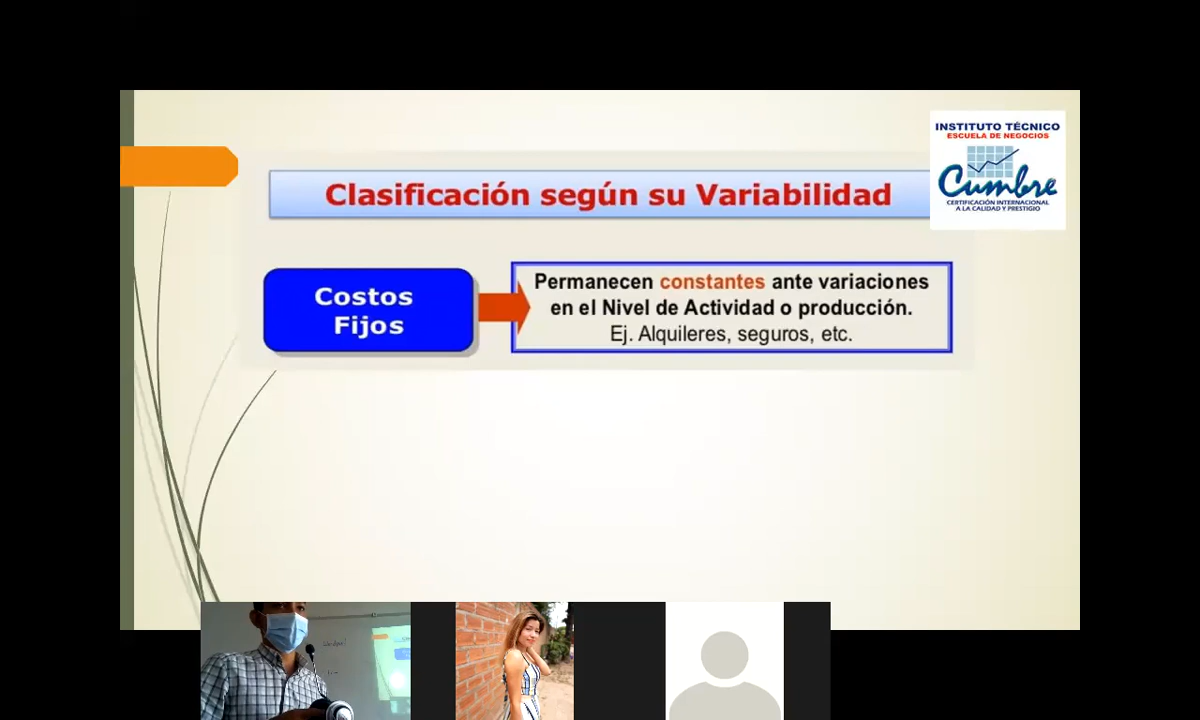 INSTITUTO TÉCNICO
ESCUELA DE NEGOCIOS
Cumbre
CERTIFICACIÓN INTERNACIONAL
A LA CALIDAD Y PRESTIGIO
Clasificación según su Variabilidad
Costos
Fijos
Permanecen constantes ante variaciones
en el Nivel de Actividad o producción.
Ej. Alquileres, seguros, etc.